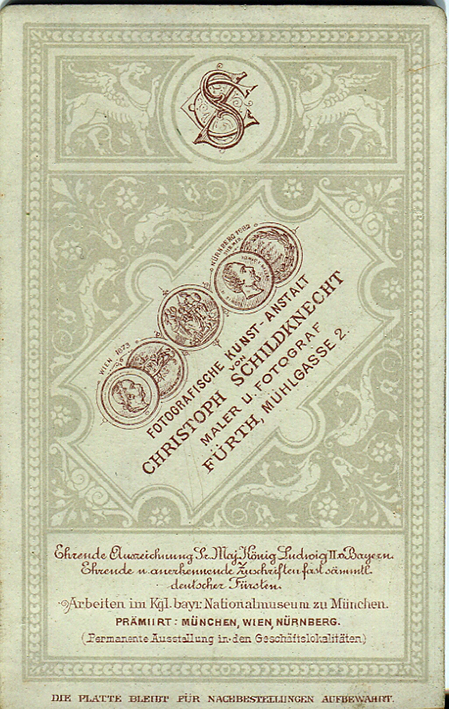 CS
WIEN 1873
NÜRNBERG 1882
FOTOGRAFISCHE KUNST-ANSTALT
VON
CHRISTOPH SCHILDKNECHT
MALER U. FOTOGRAF
FÜRTH, MÜHLGASSE 2.
Ehrende Auszeichnung Sr. Maj. König Ludwig II v. Bayern.
Ehrende u. anerkennende Zuschriften fast sämmtl.
deutscher Fürsten.
Arbeiten im Kgl. bayr. Nationalmuseum zu München.
PRÄMIIRT: MÜNCHEN, WIEN, NÜRNBERG.
(Permanente Ausstellung in den Geschäftslokalitäten)
DIE PLATTE BLEIBT FÜR NACHBESTELLUNGEN AUFBEWAHRT.